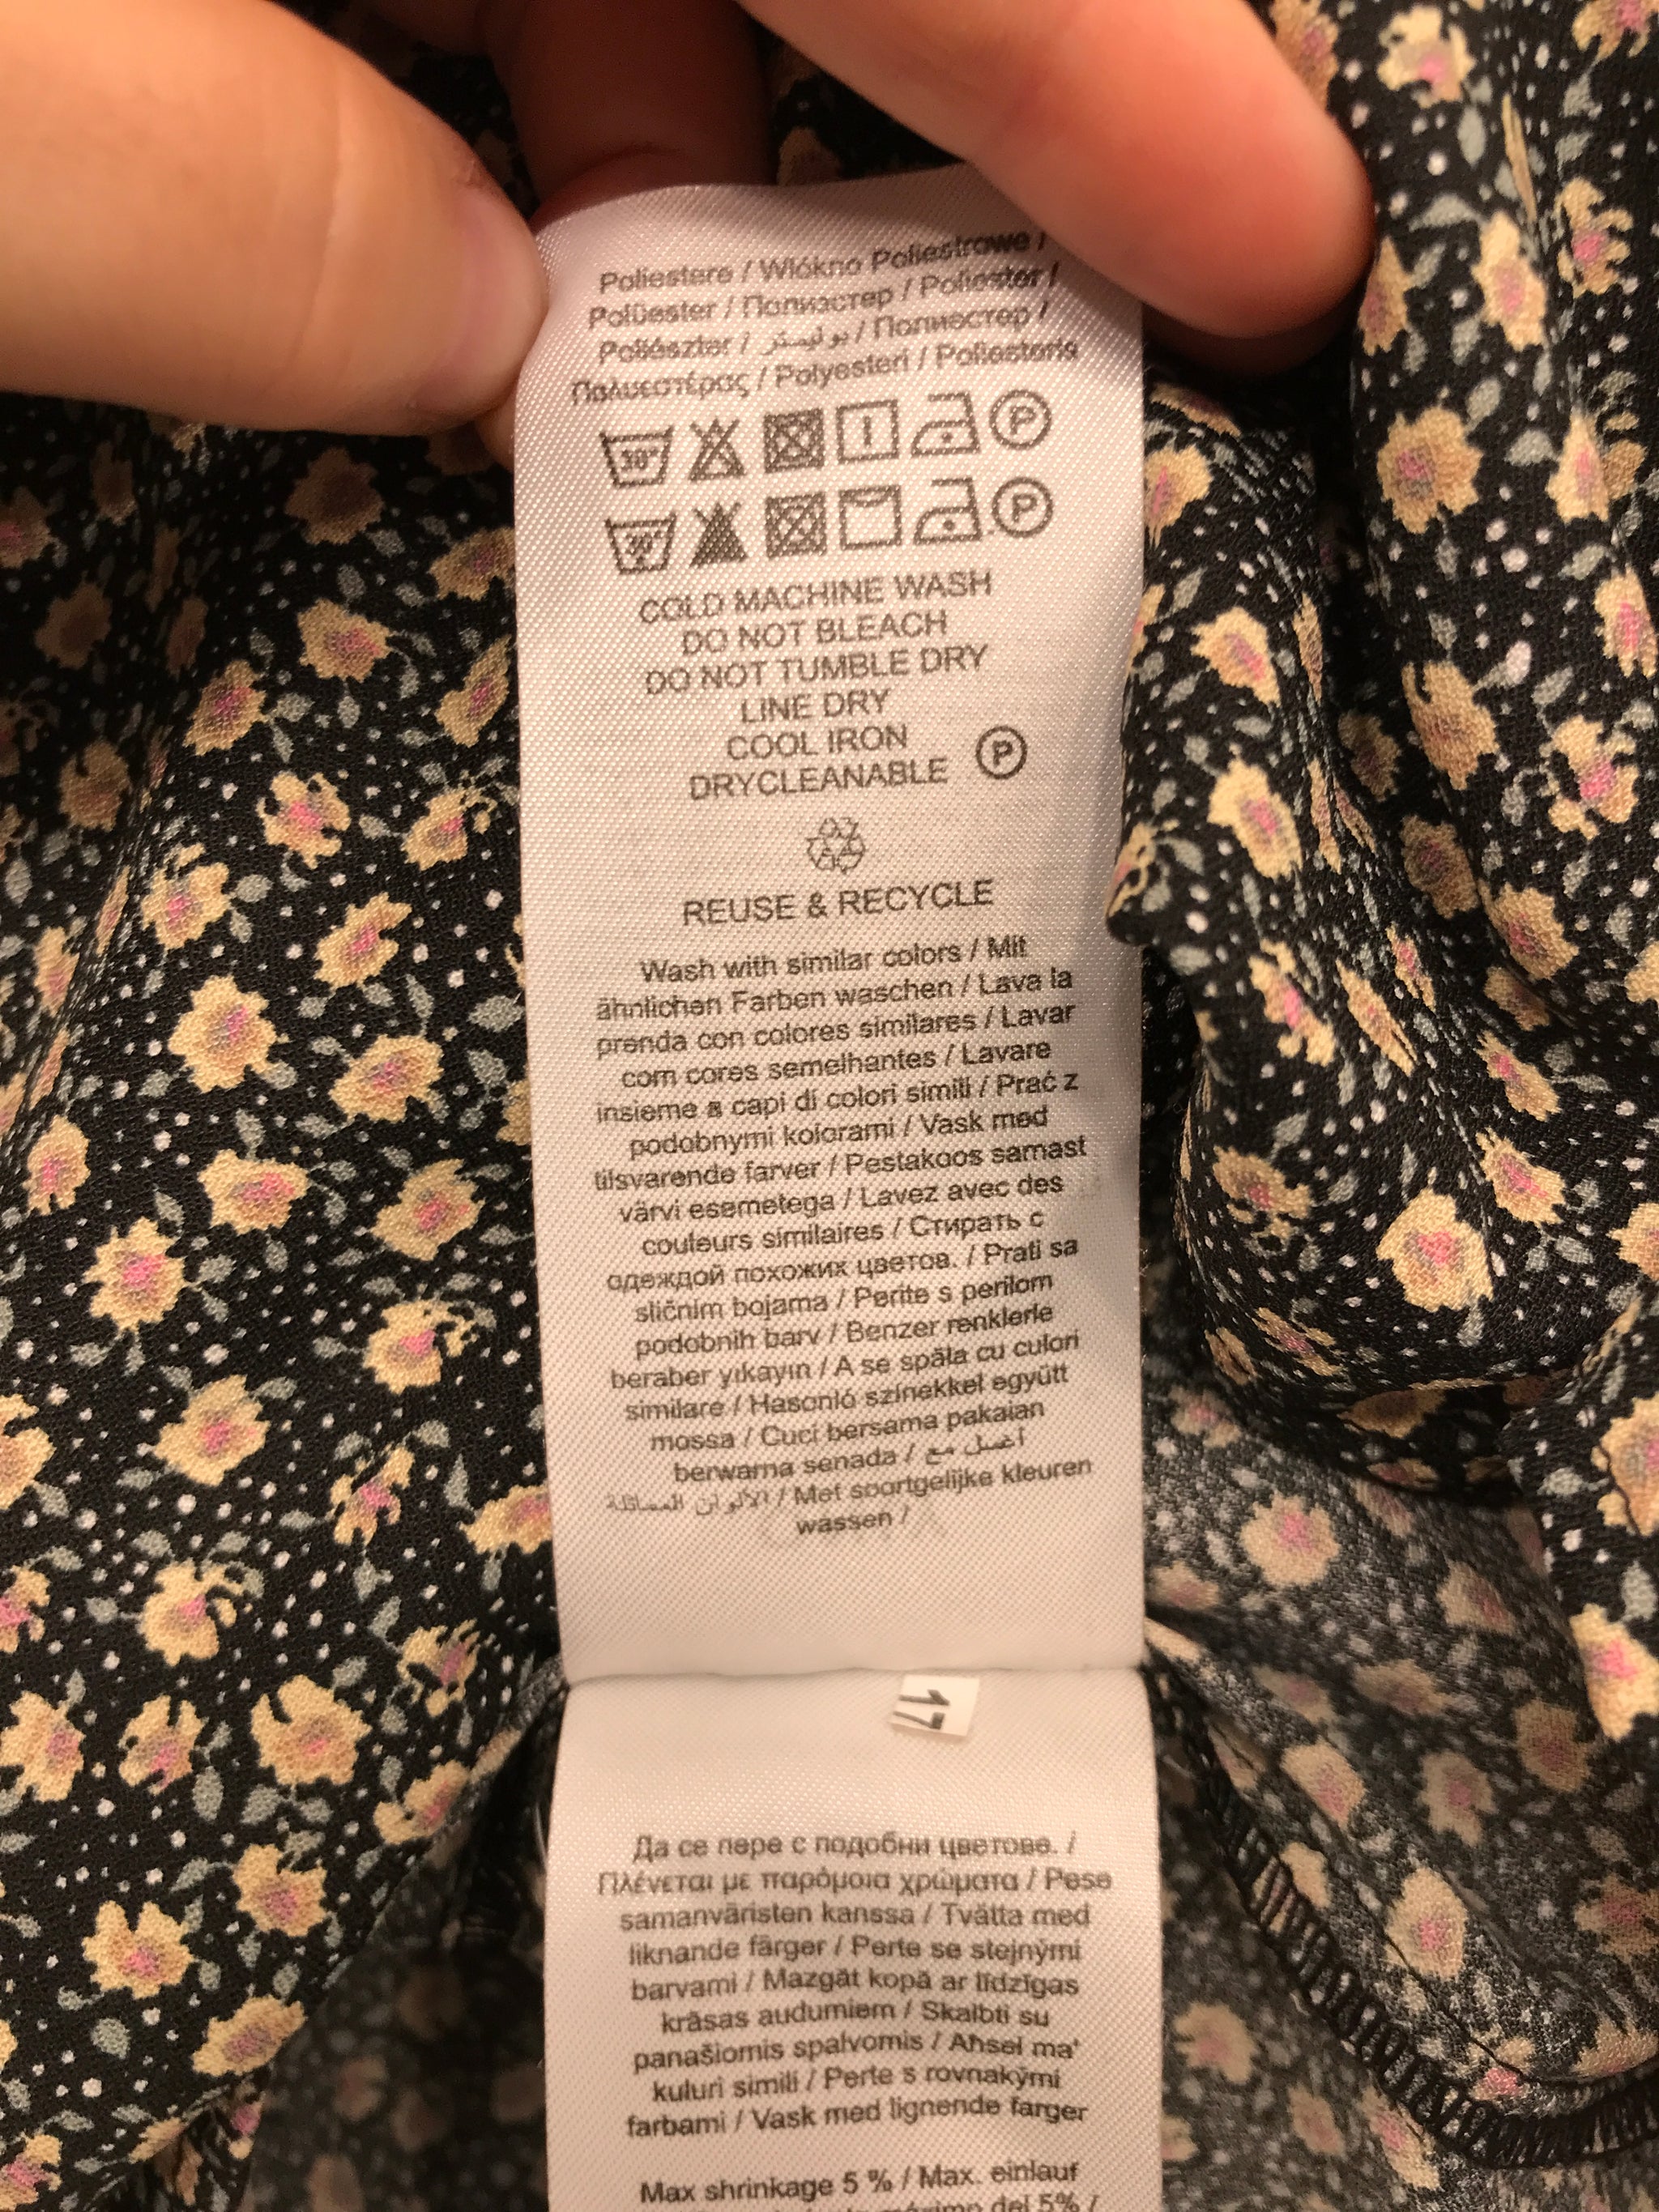 Poliestere / Włókno Poliestrowe /
Polüester / Полиэстер / Poliester /
Poliészter / بوليستر / Полиестер /
Πολυεστέρας / Polyesteri / Poliesteris
30° I P
30° P
COLD MACHINE WASH
DO NOT BLEACH
DO NOT TUMBLE DRY
LINE DRY
COOL IRON
DRYCLEANABLE P
REUSE & RECYCLE
Wash with similar colors / Mit
ähnlichen Farben waschen / Lava la
prenda con colores similares / Lavar
com cores semelhantes / Lavare
insieme a capi di colori simili / Prać z
podobnymi kolorami / Vask med
tilsvarende farver / Pestakoos samast
värvi esemetega / Lavez avec des
couleurs similaires / Стирать с
одеждой похожих цветов. / Prati sa
sličnim bojama / Perite s perilom
podobnih barv / Benzer renklerle
beraber yıkayın / A se spăla cu culori
similare / Hasonló színekkel együtt
mossa / Cuci bersama pakaian
berwarna senada / أغسل مع
الألوان المماثلة / Met soortgelijke kleuren
wassen /
17
Да се пере с подобни цветове. /
Πλένεται με παρόμοια χρώματα / Pese
samanväristen kanssa / Tvätta med
liknande färger / Perte se stejnými
barvami / Mazgāt kopā ar līdzīgas
krāsas audumiem / Skalbti su
panašiomis spalvomis / Aħsel ma'
kuluri simili / Perte s rovnakými
farbami / Vask med lignende farger
Max shrinkage 5 % / Max. einlauf
del 5% /